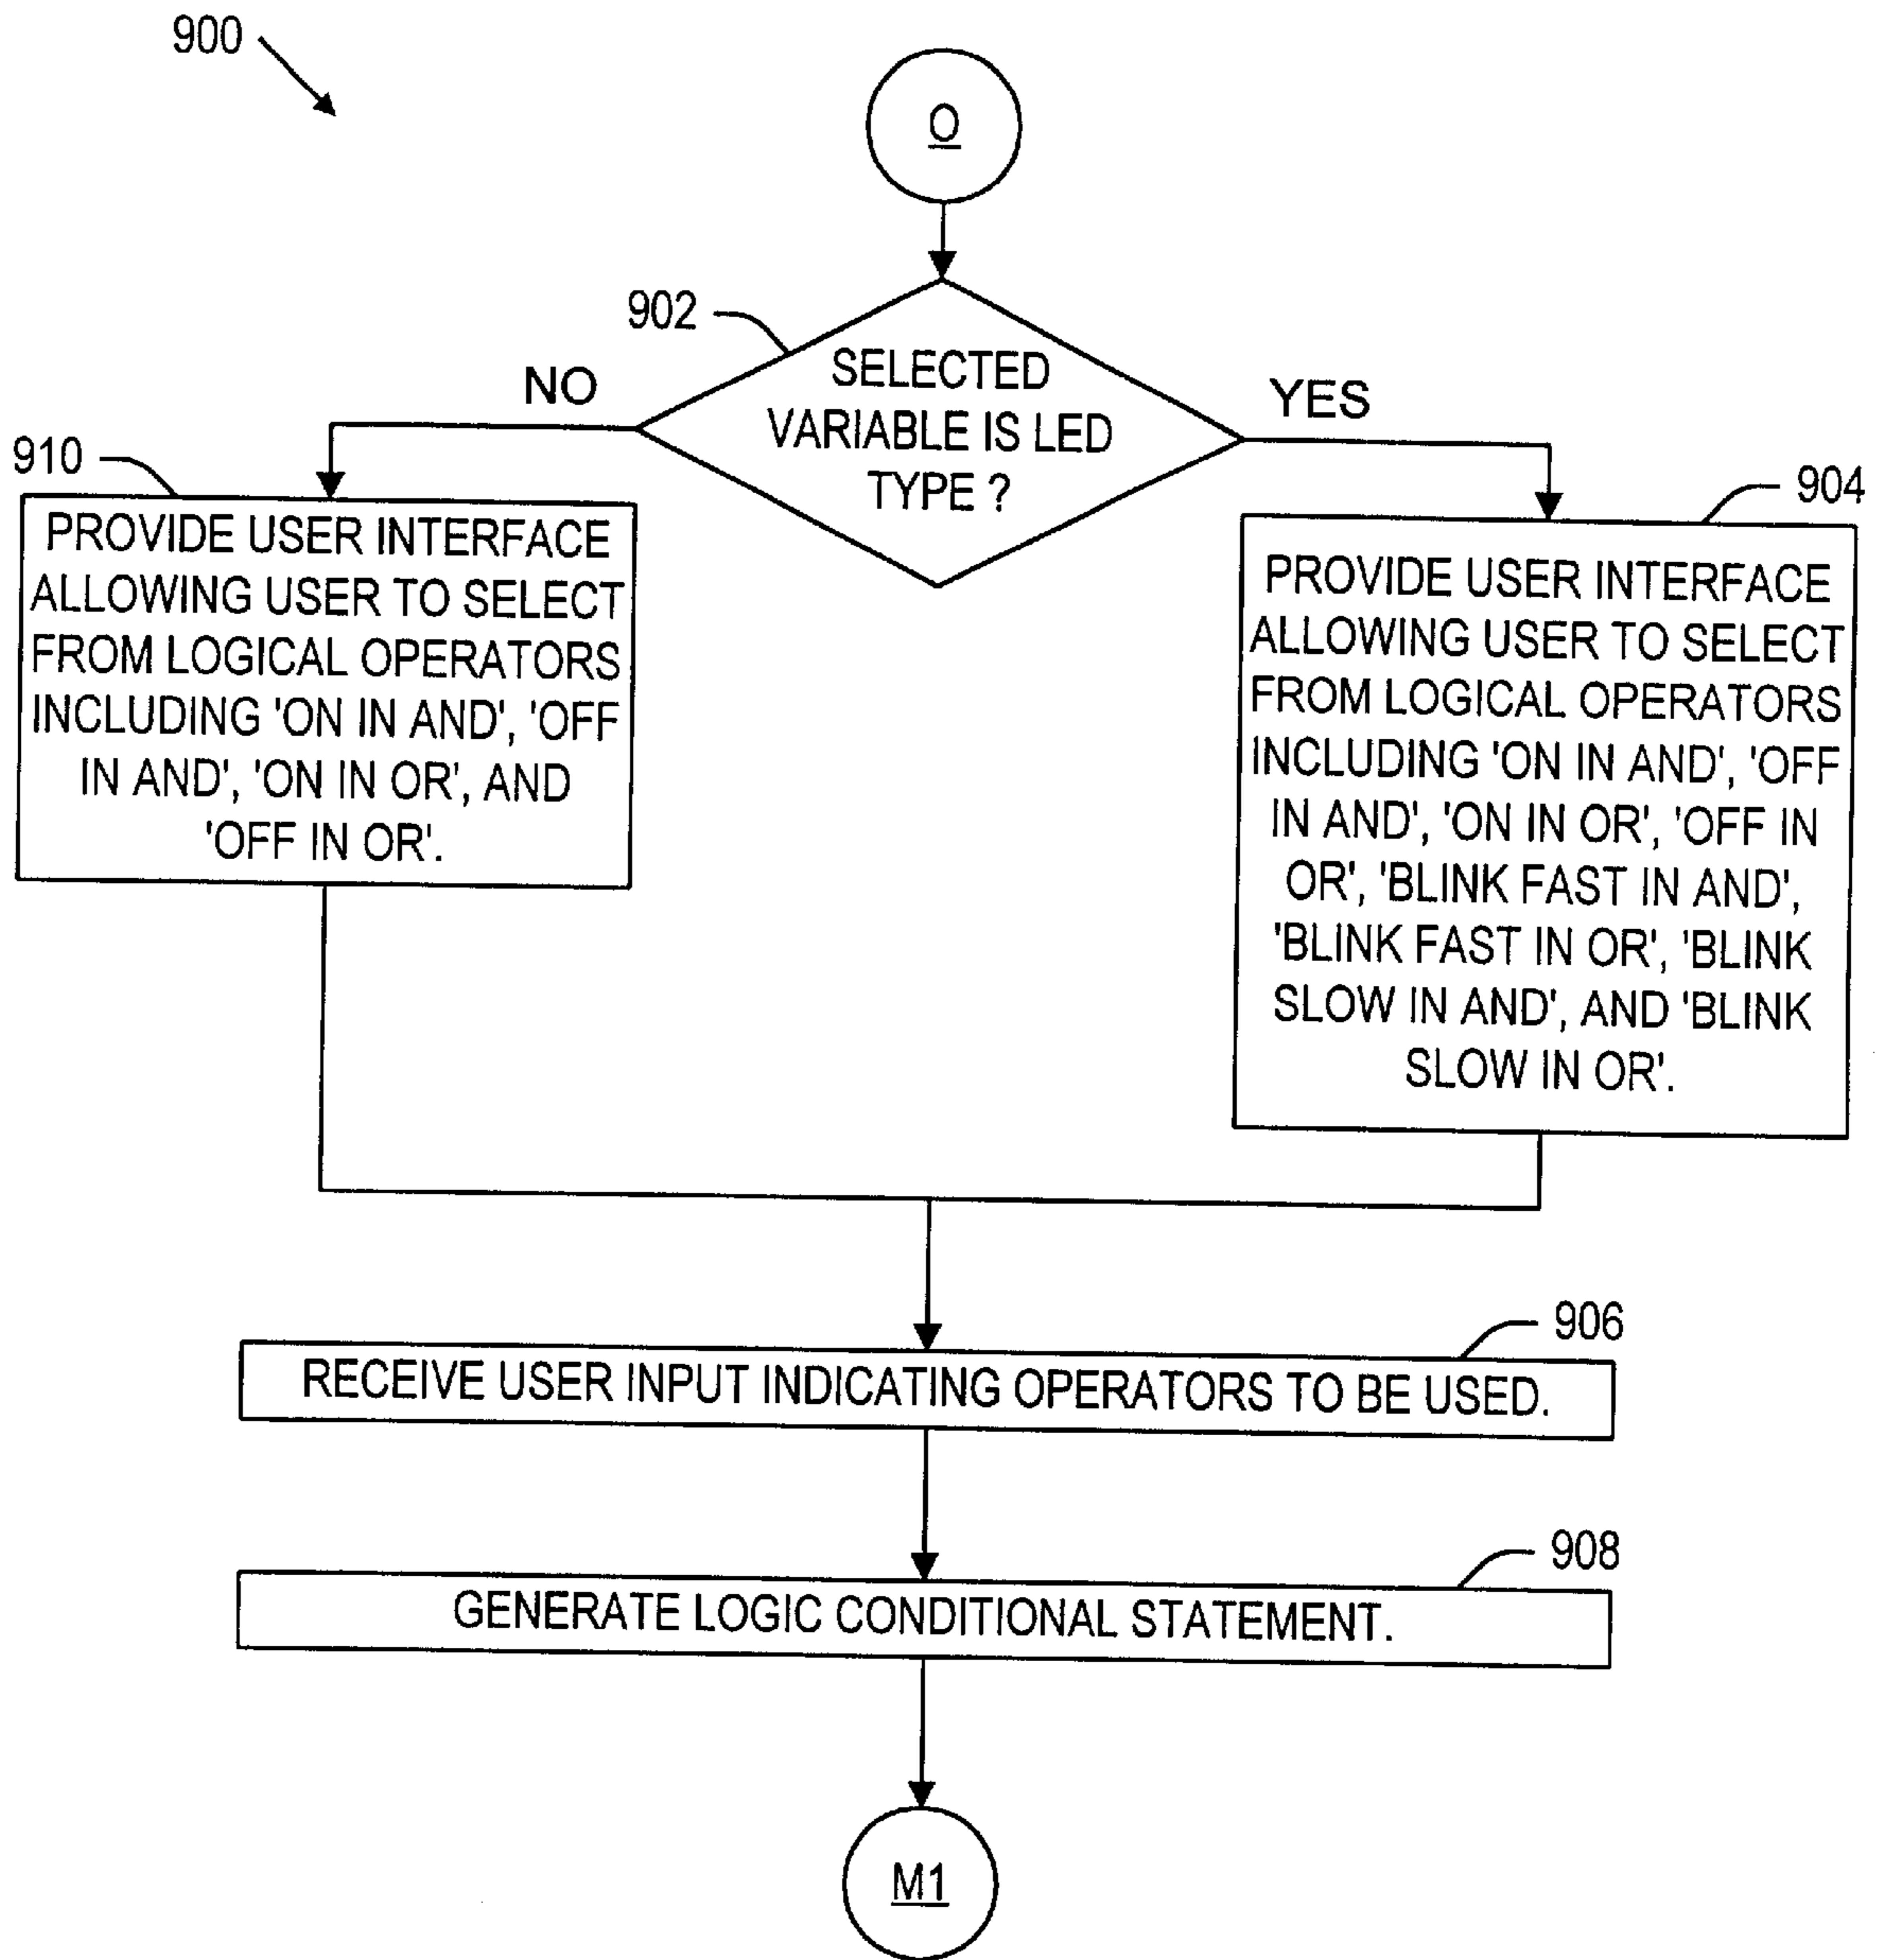 900
O
902
SELECTED
VARIABLE IS LED
TYPE ?
NO
YES
910
PROVIDE USER INTERFACE
ALLOWING USER TO SELECT
FROM LOGICAL OPERATORS
INCLUDING 'ON IN AND', 'OFF
IN AND', 'ON IN OR', AND
'OFF IN OR'.
904
PROVIDE USER INTERFACE
ALLOWING USER TO SELECT
FROM LOGICAL OPERATORS
INCLUDING 'ON IN AND', 'OFF
IN AND', 'ON IN OR', 'OFF IN
OR', 'BLINK FAST IN AND',
'BLINK FAST IN OR', 'BLINK
SLOW IN AND', AND 'BLINK
SLOW IN OR'.
906
RECEIVE USER INPUT INDICATING OPERATORS TO BE USED.
908
GENERATE LOGIC CONDITIONAL STATEMENT.
M1